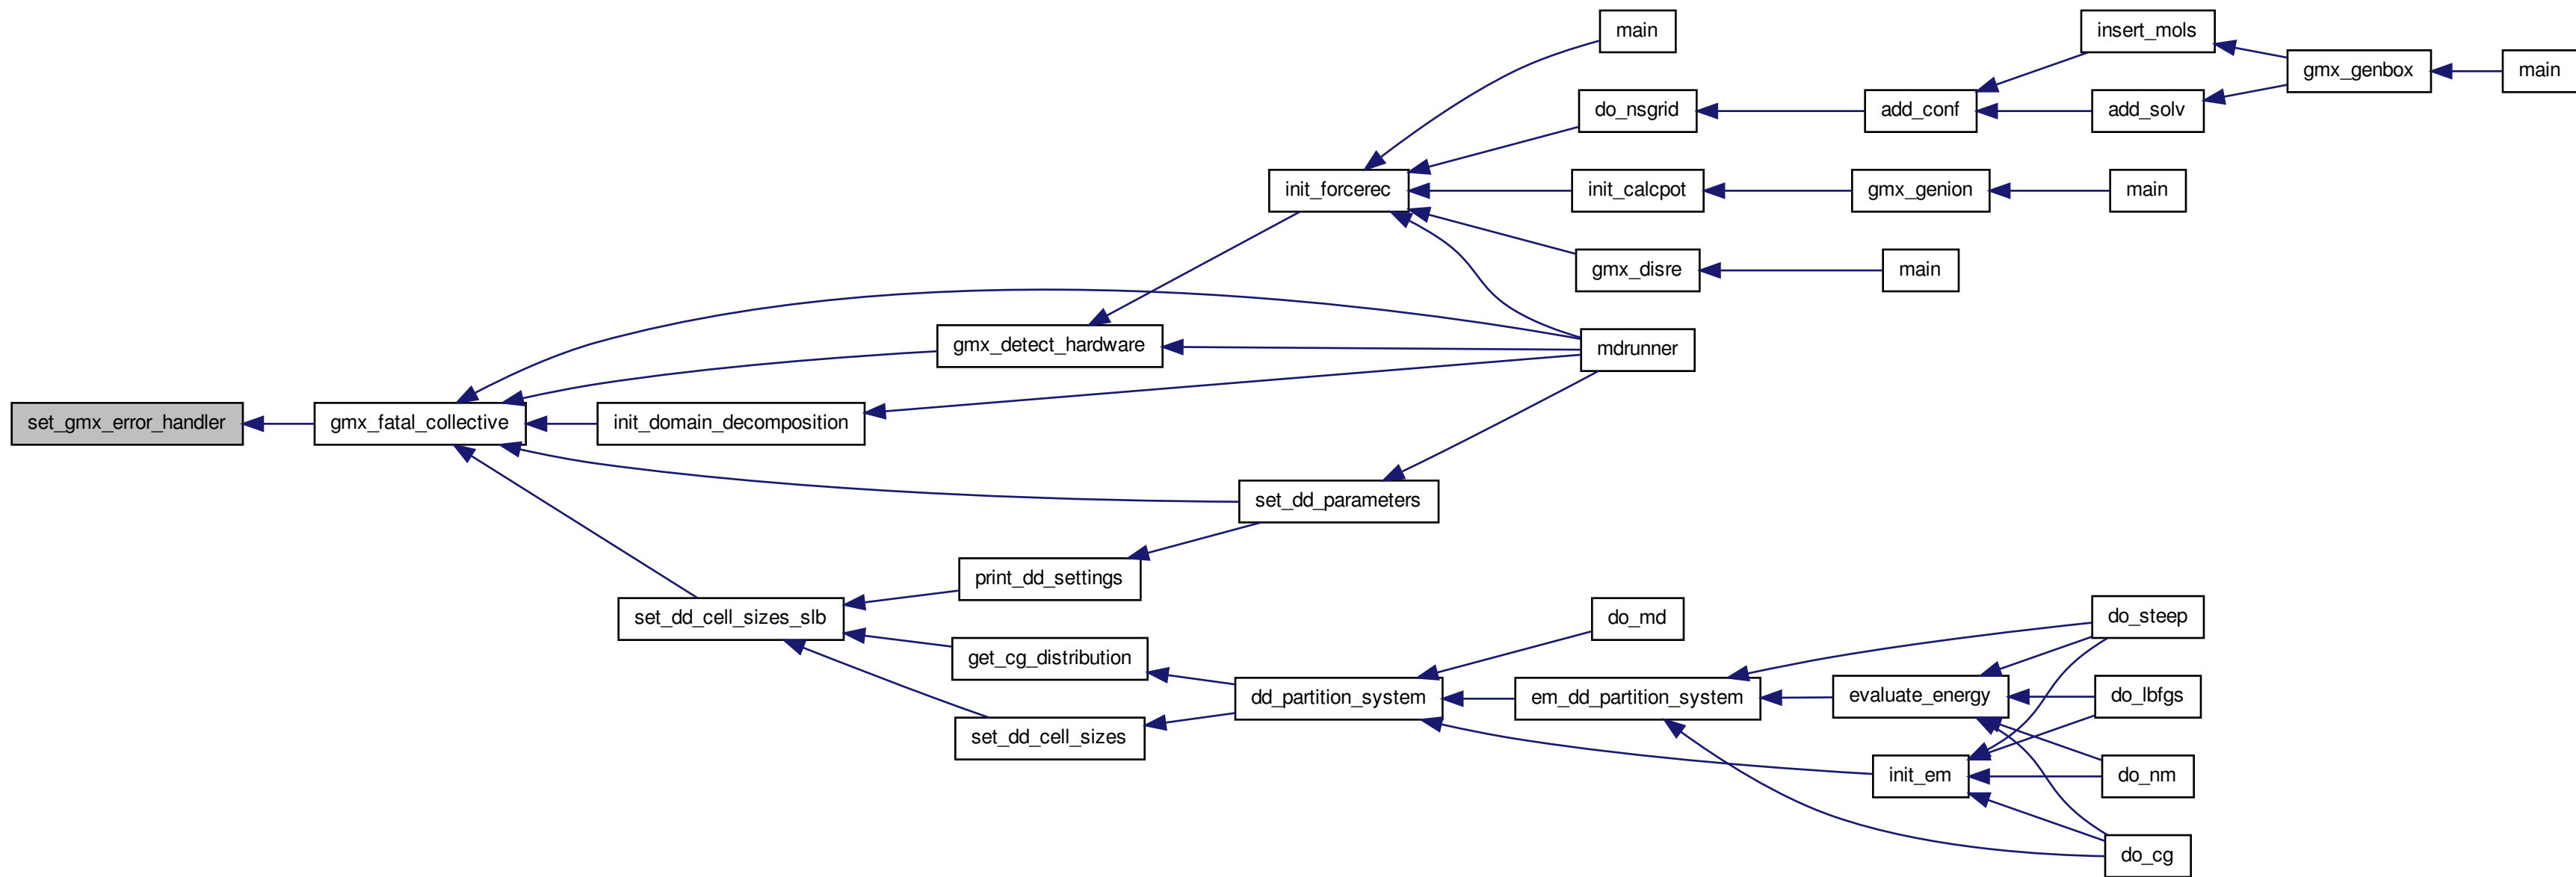 main
insert_mols
gmx_genbox
main
do_nsgrid
add_conf
add_solv
init_forcerec
init_calcpot
gmx_genion
main
gmx_disre
main
gmx_detect_hardware
mdrunner
set_gmx_error_handler
gmx_fatal_collective
init_domain_decomposition
set_dd_parameters
print_dd_settings
set_dd_cell_sizes_slb
do_md
do_steep
get_cg_distribution
dd_partition_system
em_dd_partition_system
evaluate_energy
do_lbfgs
set_dd_cell_sizes
init_em
do_nm
do_cg